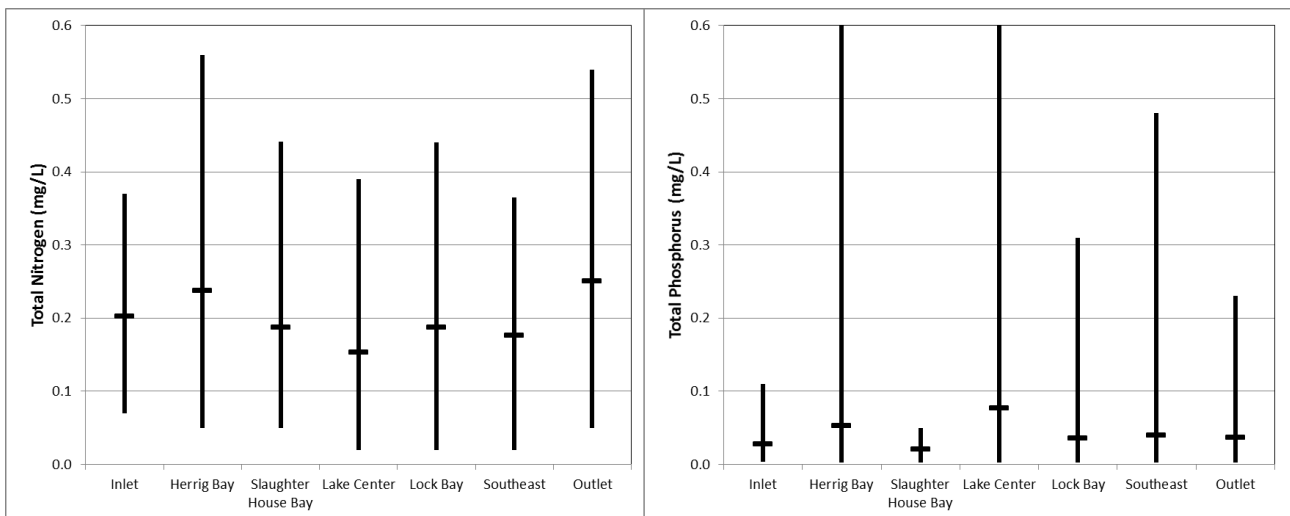 Total Nitrogen (mg/L)
0.6
0.5
0.4
0.3
0.2
0.1
0.0
Inlet
Herrig Bay
Slaughter
House Bay
Lake Center
Lock Bay
Southeast
Outlet
Total Phosphorus (mg/L)
0.6
0.5
0.4
0.3
0.2
0.1
0.0
Inlet
Herrig Bay
Slaughter
House Bay
Lake Center
Lock Bay
Southeast
Outlet